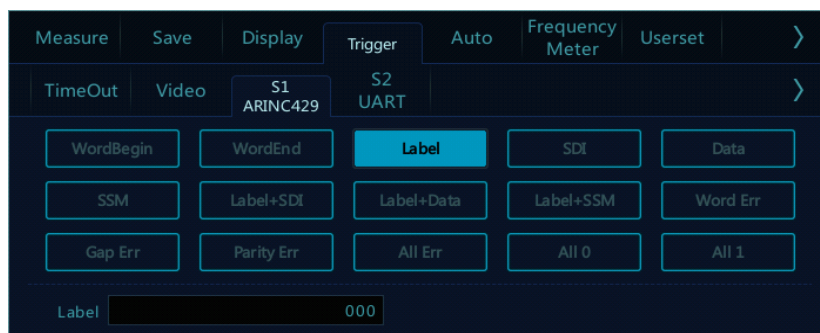 Measure Save Display Trigger Auto Frequency Meter Userset
TimeOut Video S1 ARINC429 S2 UART
WordBegin WordEnd Label SDI Data
SSM Label+SDI Label+Data Label+SSM Word Err
Gap Err Parity Err All Err All 0 All 1
Label 000